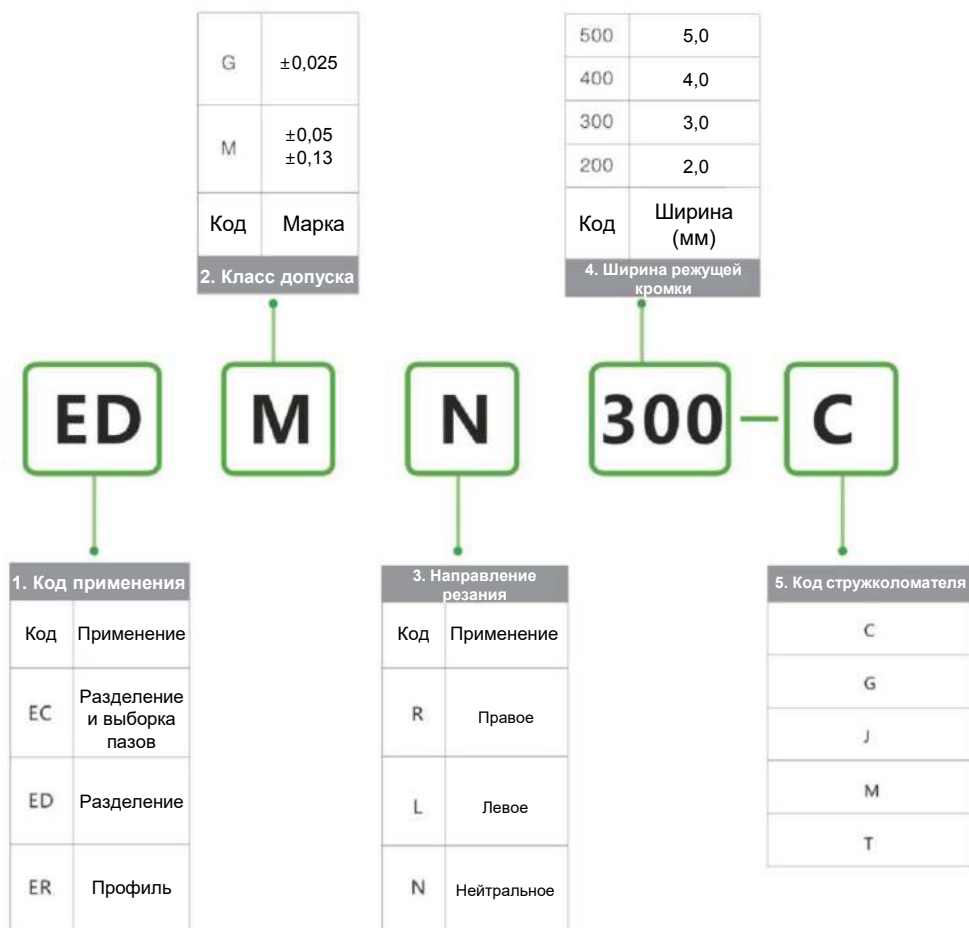 G ±0,025
M ±0,05
±0,13
Код Марка
2. Класс допуска
500 5,0
400 4,0
300 3,0
200 2,0
Код Ширина
(мм)
4. Ширина режущей
кромки
ED M N 300 – C
1. Код применения
Код Применение
EC Разделение
и выборка
пазов
ED Разделение
ER Профиль
3. Направление
резания
Код Применение
R Правое
L Левое
N Нейтральное
5. Код стружколомателя
C
G
J
M
T